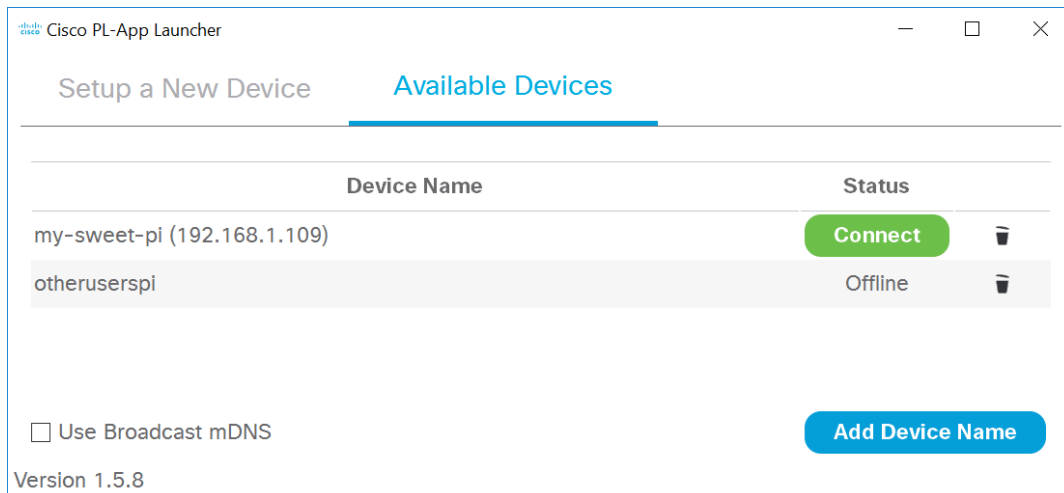 cisco Cisco PL-App Launcher
Setup a New Device Available Devices
Device Name Status
my-sweet-pi (192.168.1.109) Connect
otheruserspi Offline
Use Broadcast mDNS Add Device Name
Version 1.5.8